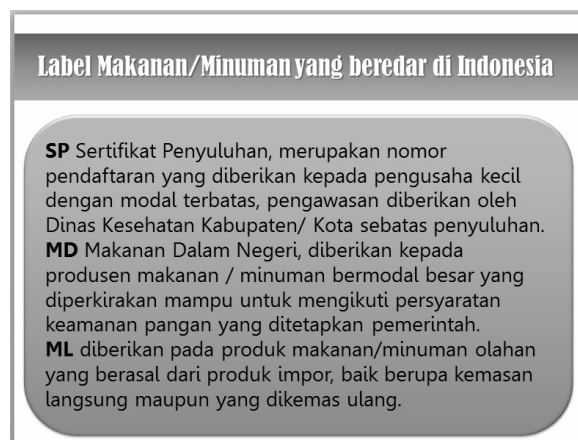 Label Makanan/Minuman yang beredar di Indonesia
SP Sertifikat Penyuluhan, merupakan nomor
pendaftaran yang diberikan kepada pengusaha kecil
dengan modal terbatas, pengawasan diberikan oleh
Dinas Kesehatan Kabupaten/ Kota sebatas penyuluhan.
MD Makanan Dalam Negeri, diberikan kepada
produsen makanan / minuman bermodal besar yang
diperkirakan mampu untuk mengikuti persyaratan
keamanan pangan yang ditetapkan pemerintah.
ML diberikan pada produk makanan/minuman olahan
yang berasal dari produk impor, baik berupa kemasan
langsung maupun yang dikemas ulang.